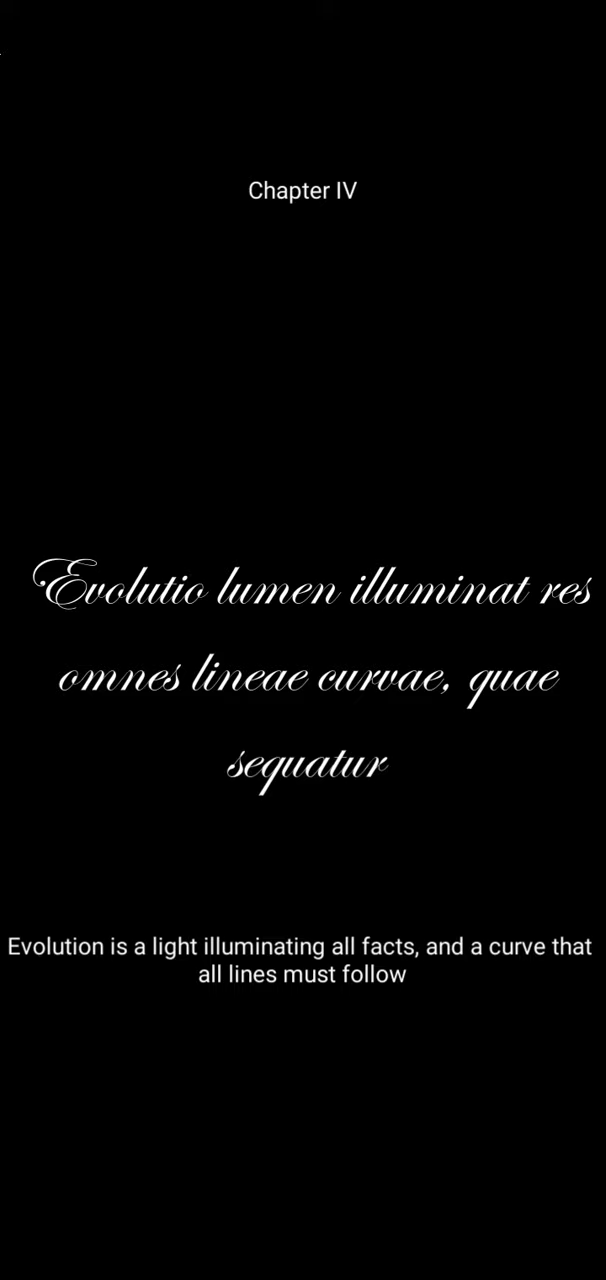 Chapter IV
Evolutio lumen illuminat res
omnes lineae curvae, quae
sequatur
Evolution is a light illuminating all facts, and a curve that
all lines must follow